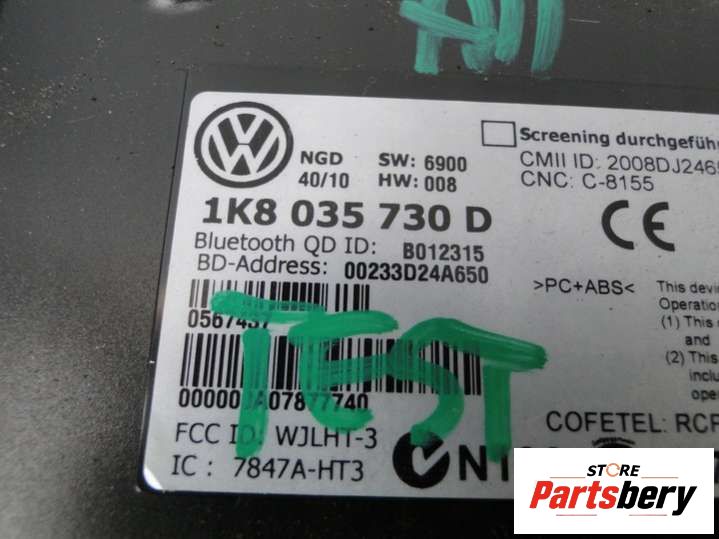 NGD SW: 6900
40/10 HW: 008
Screening durchgefüh
CMII ID: 2008DJ246
CNC: C-8155
1K8 035 730 D
Bluetooth QD ID: B012315
BD-Address: 00233D24A650
CE
>PC+ABS<
This devi
Operation
(1) This
and
(2) This
inclu
ope
TEST
FCC ID: WJLHT-3
IC : 7847A-HT3
COFETEL: RCP
STORE
Partsbery